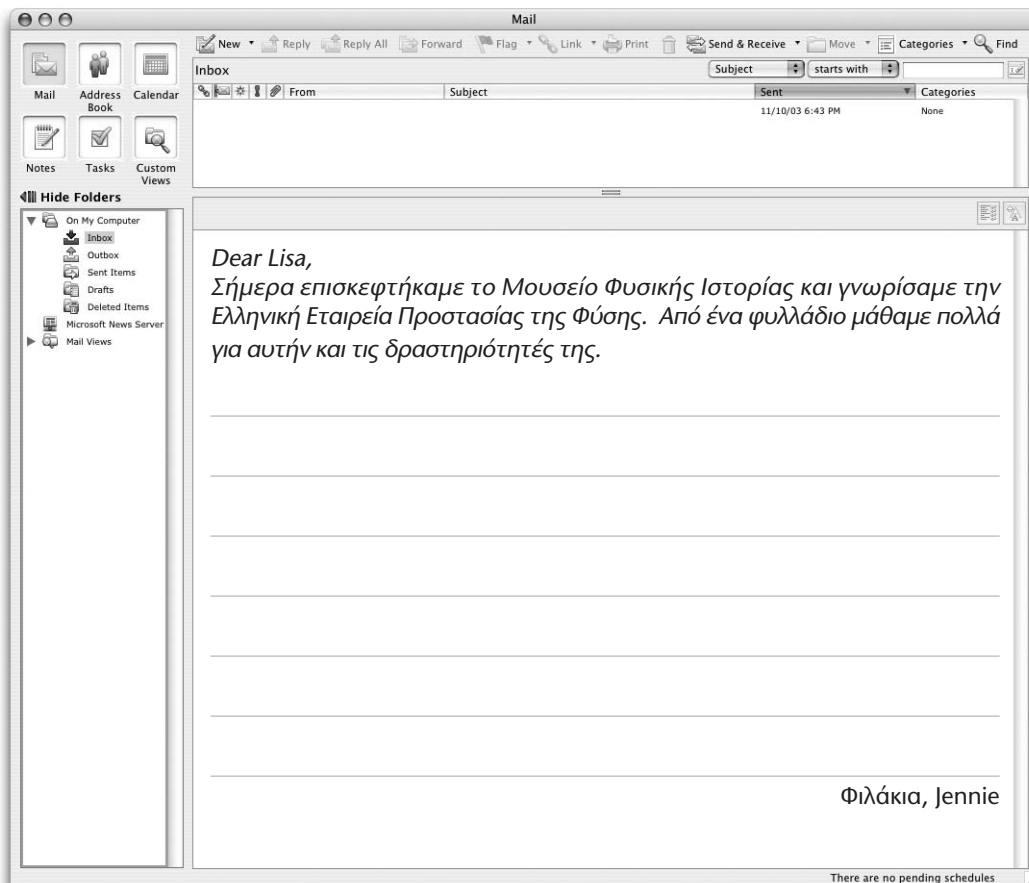 Mail
New Reply Reply All Forward Flag Link Print Send & Receive Move Categories Find
Inbox Subject starts with
From Subject Sent Categories
11/10/03 6:43 PM None
Mail Address Book Calendar
Notes Tasks Custom Views
Hide Folders
On My Computer
Inbox
Outbox
Sent Items
Drafts
Deleted Items
Microsoft News Server
Mail Views
Dear Lisa,
Σήμερα επισκεφτήκαμε το Μουσείο Φυσικής Ιστορίας και γνωρίσαμε την
Ελληνική Εταιρεία Προστασίας της Φύσης. Από ένα φυλλάδιο μάθαμε πολλά
για αυτήν και τις δραστηριότητές της.
Φιλάκια, Jennie
There are no pending schedules